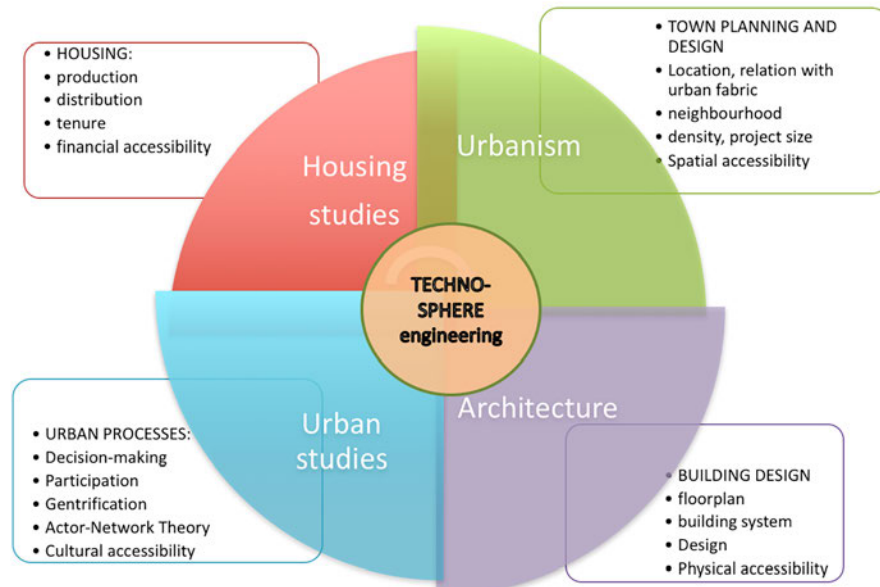 • HOUSING:
• production
• distribution
• tenure
• financial accessibility
• TOWN PLANNING AND
DESIGN
• Location, relation with
urban fabric
• neighbourhood
• density, project size
• Spatial accessibility
Housing
studies
Urbanism
TECHNO-
SPHERE
engineering
Urban
studies
Architecture
• URBAN PROCESSES:
• Decision-making
• Participation
• Gentrification
• Actor-Network Theory
• Cultural accessibility
• BUILDING DESIGN
• floorplan
• building system
• Design
• Physical accessibility